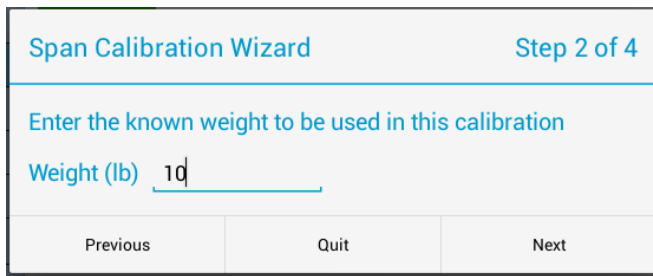 Span Calibration Wizard Step 2 of 4
Enter the known weight to be used in this calibration
Weight (lb) 10
Previous Quit Next